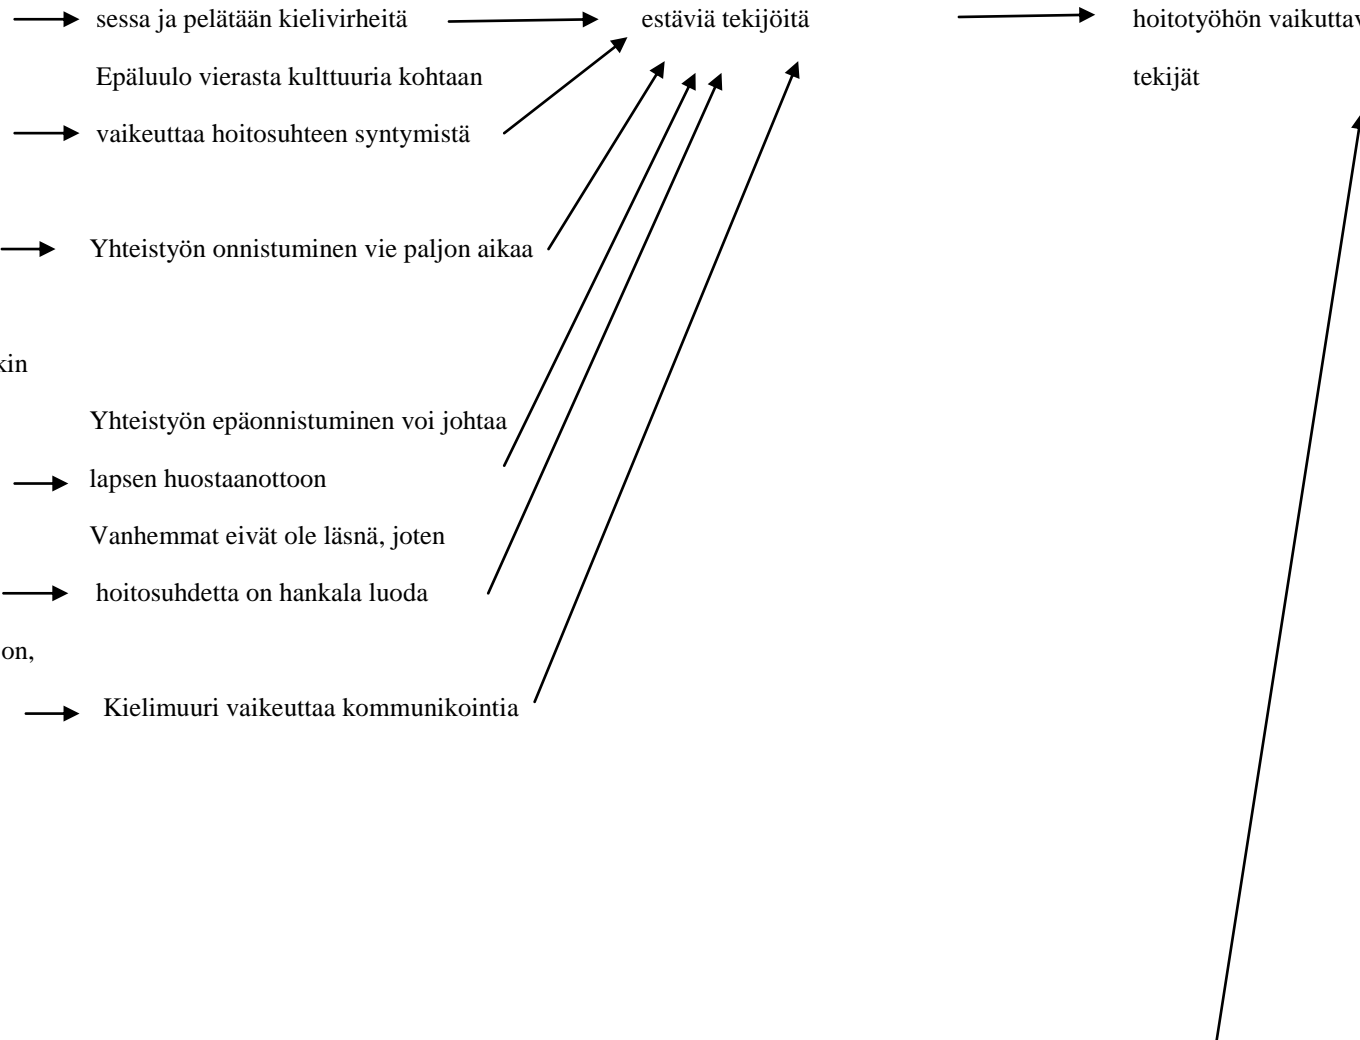 sessa ja pelätään kielivirheitä
estäviä tekijöitä
hoitotyöhön vaikuttav
Epäluulo vierasta kulttuuria kohtaan
tekijät
vaikeuttaa hoitosuhteen syntymistä
Yhteistyön onnistuminen vie paljon aikaa
kin
Yhteistyön epäonnistuminen voi johtaa
lapsen huostaanottoon
Vanhemmat eivät ole läsnä, joten
hoitosuhdetta on hankala luoda
on,
Kielimuuri vaikeuttaa kommunikointia